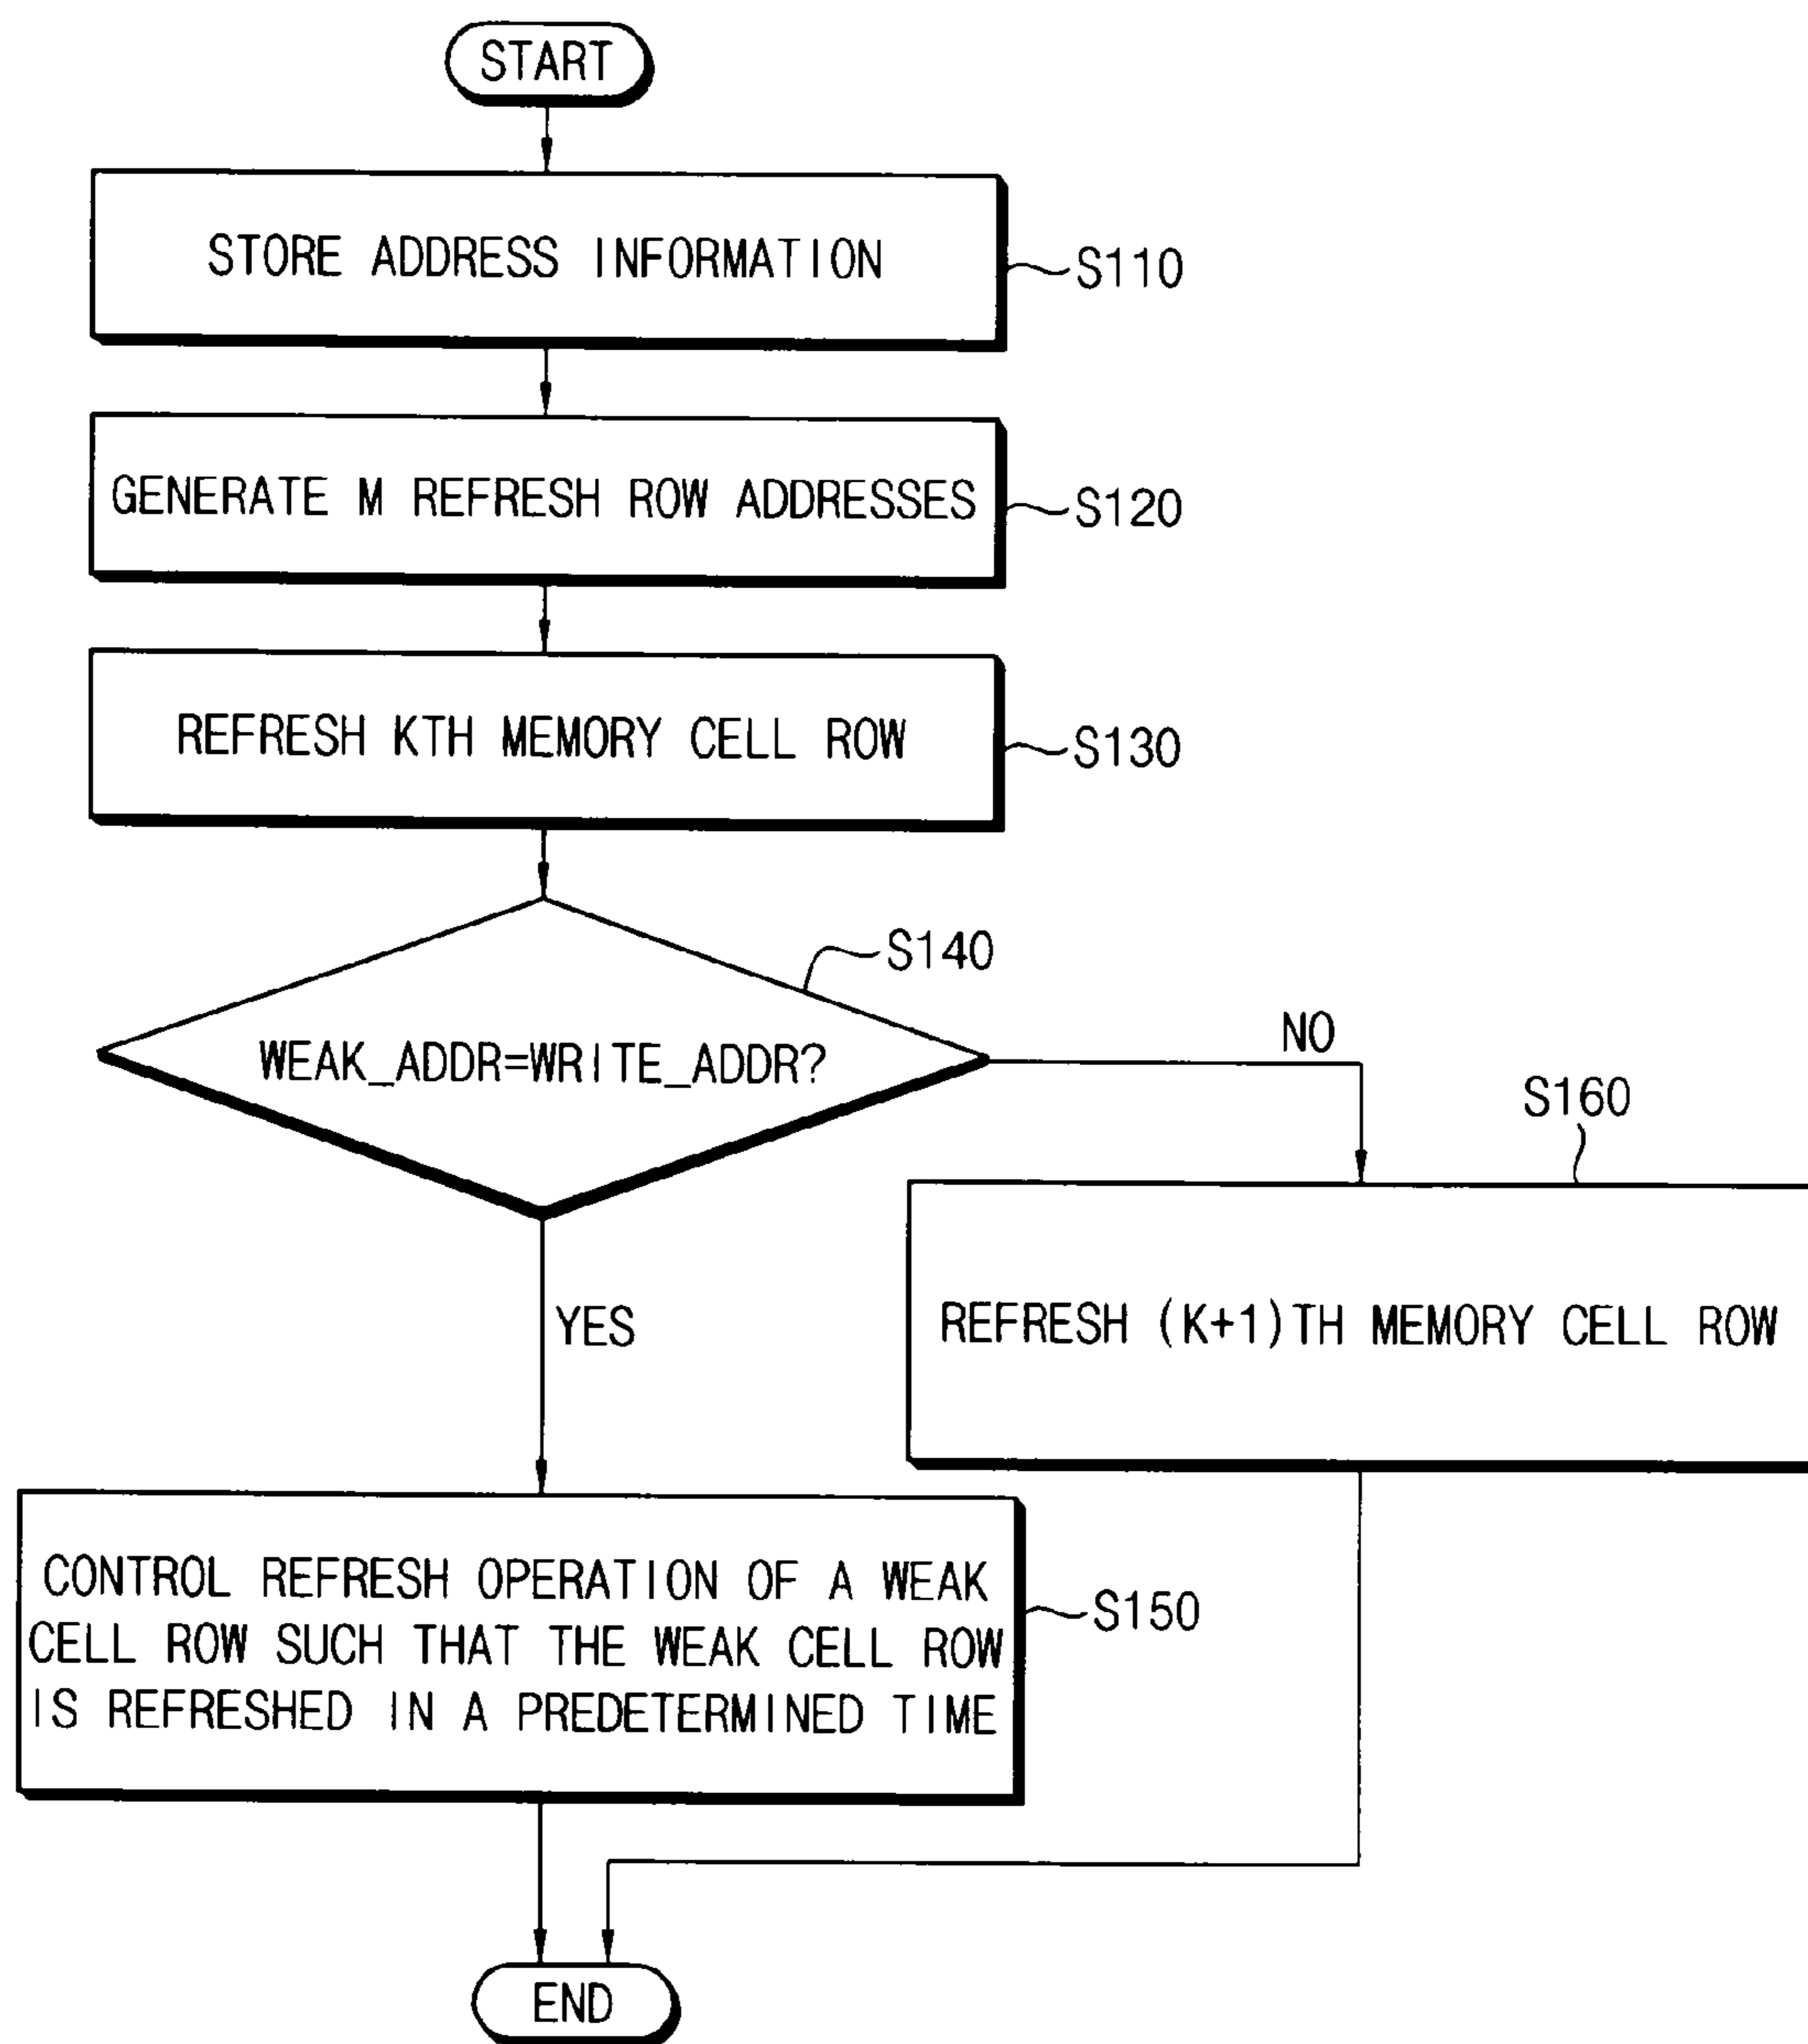 START
STORE ADDRESS INFORMATION
S110
GENERATE M REFRESH ROW ADDRESSES
S120
REFRESH KTH MEMORY CELL ROW
S130
S140
WEAK_ADDR=WRITE_ADDR?
NO
S160
YES
REFRESH (K+1)TH MEMORY CELL ROW
CONTROL REFRESH OPERATION OF A WEAK
CELL ROW SUCH THAT THE WEAK CELL ROW
IS REFRESHED IN A PREDETERMINED TIME
S150
END